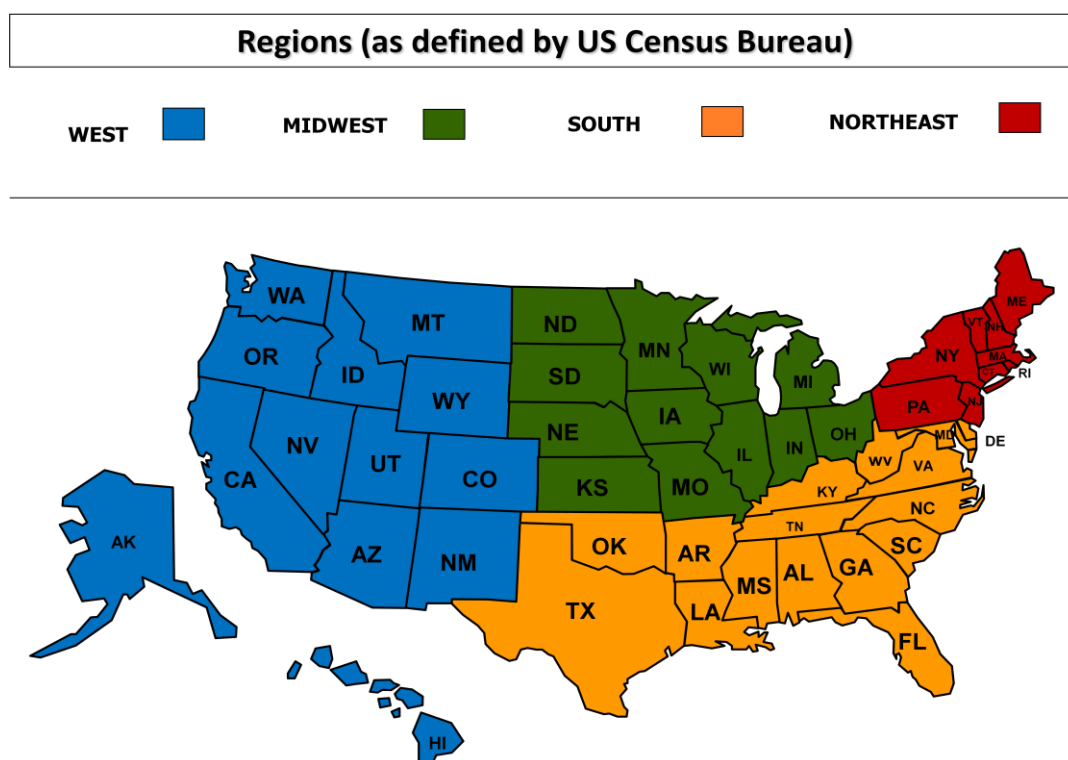 Regions (as defined by US Census Bureau)
WEST
MIDWEST
SOUTH
NORTHEAST
WA
MT
ND
MN
ME
VT
NH
OR
ID
SD
WI
MI
NY
MA
CT
RI
WY
NE
IA
PA
NJ
NV
UT
CO
KS
MO
IL
IN
OH
MD
DE
CA
WV
VA
KY
AK
AZ
NM
OK
AR
TN
NC
SC
TX
LA
MS
AL
GA
FL
HI